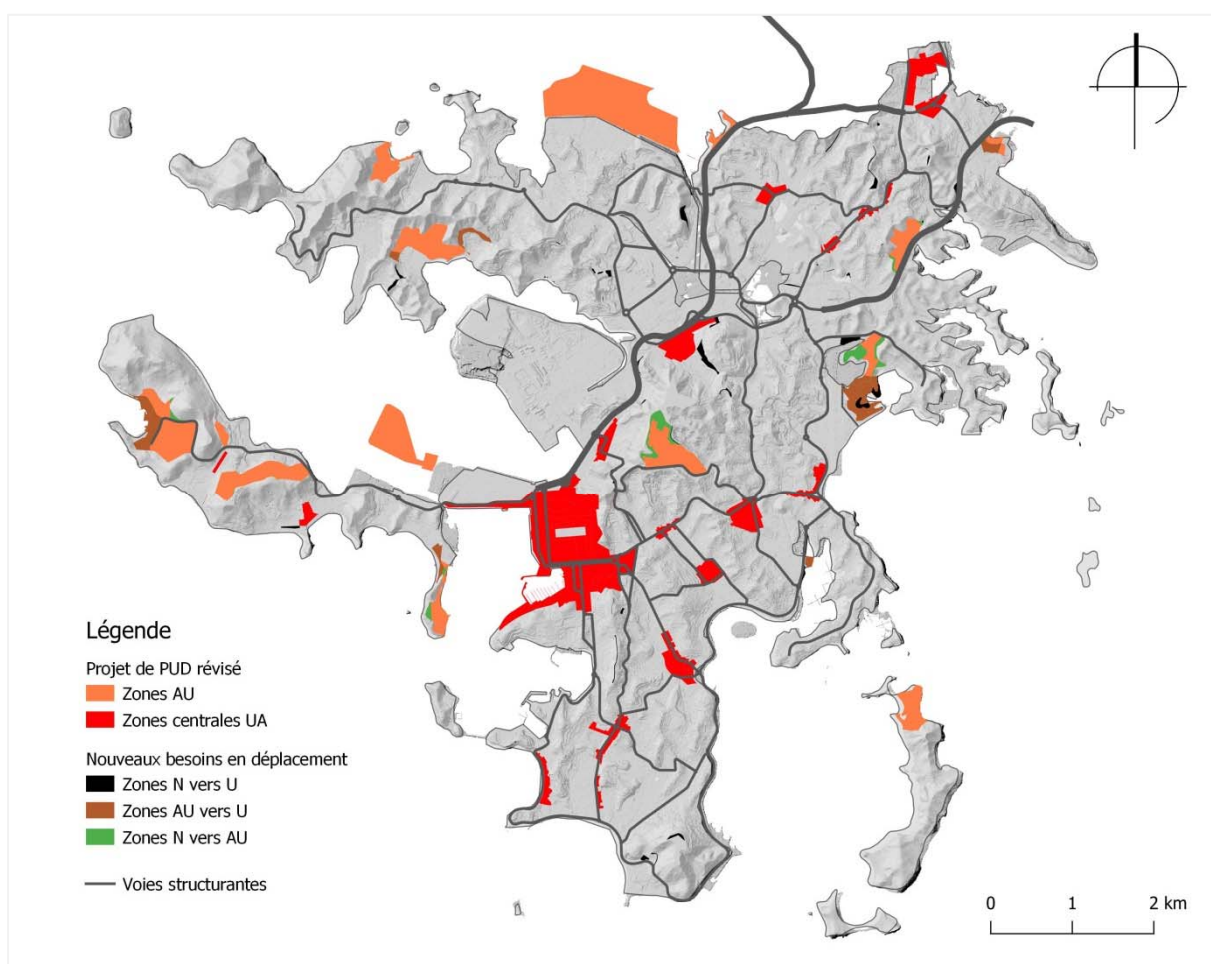 Légende
Projet de PUD révisé
Zones AU
Zones centrales UA
Nouveaux besoins en déplacement
Zones N vers U
Zones AU vers U
Zones N vers AU
Voies structurantes
0 1 2 km